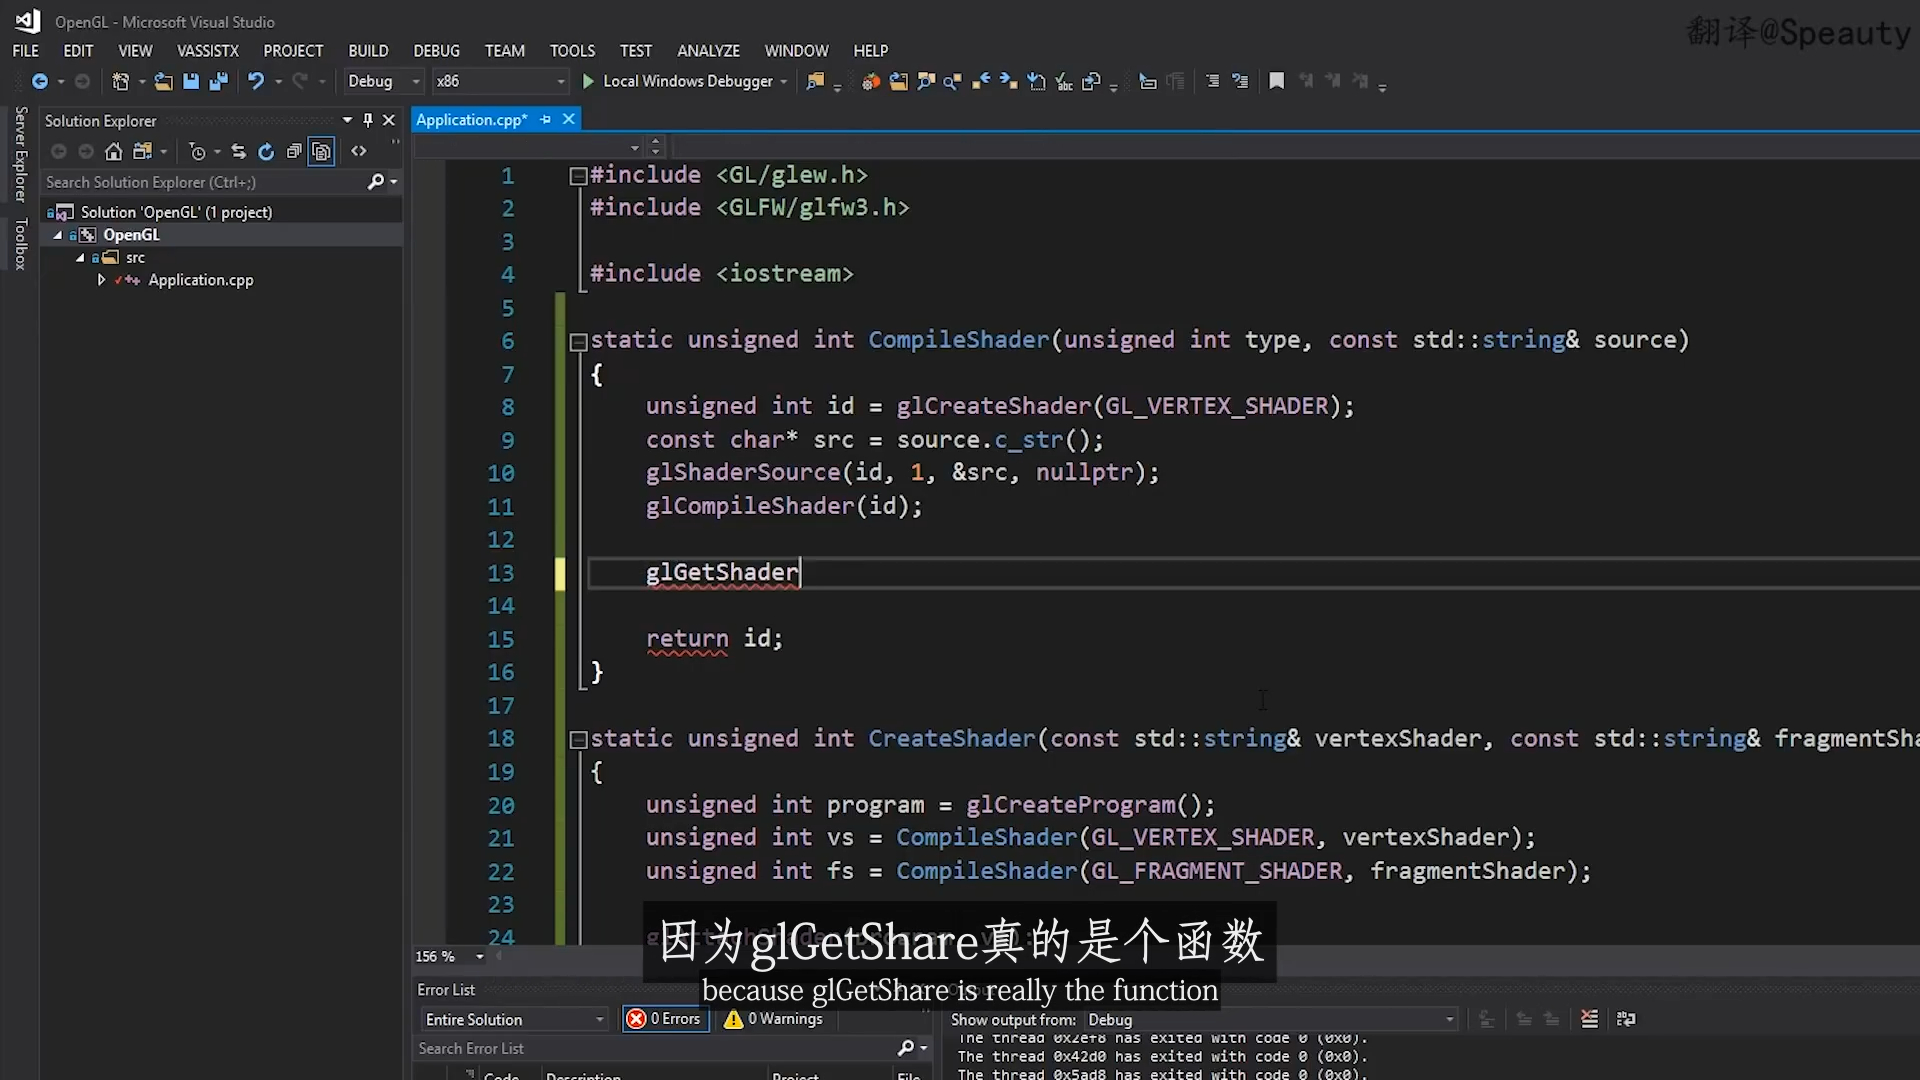 OpenGL - Microsoft Visual Studio
翻译@Speauty
FILE EDIT VIEW VASSISTX PROJECT BUILD DEBUG TEAM TOOLS TEST ANALYZE WINDOW HELP
Debug x86 Local Windows Debugger
Server Explorer
Toolbox
Solution Explorer
Search Solution Explorer (Ctrl+;)
Solution 'OpenGL' (1 project)
OpenGL
src
Application.cpp
Application.cpp*
1 #include <GL/glew.h>
2 #include <GLFW/glfw3.h>
3
4 #include <iostream>
5
6 static unsigned int CompileShader(unsigned int type, const std::string& source)
7 {
8 unsigned int id = glCreateShader(GL_VERTEX_SHADER);
9 const char* src = source.c_str();
10 glShaderSource(id, 1, &src, nullptr);
11 glCompileShader(id);
12
13 glGetShader
14
15 return id;
16 }
17
18 static unsigned int CreateShader(const std::string& vertexShader, const std::string& fragmentSha
19 {
20 unsigned int program = glCreateProgram();
21 unsigned int vs = CompileShader(GL_VERTEX_SHADER, vertexShader);
22 unsigned int fs = CompileShader(GL_FRAGMENT_SHADER, fragmentShader);
23
24
因为glGetShare真的是个函数
because glGetShare is really the function
156 %
Error List
Entire Solution 0 Errors 0 Warnings
Search Error List
Code Description Project File
Show output from: Debug
The thread 0x2ef8 has exited with code 0 (0x0).
The thread 0x42d0 has exited with code 0 (0x0).
The thread 0x5ad8 has exited with code 0 (0x0).